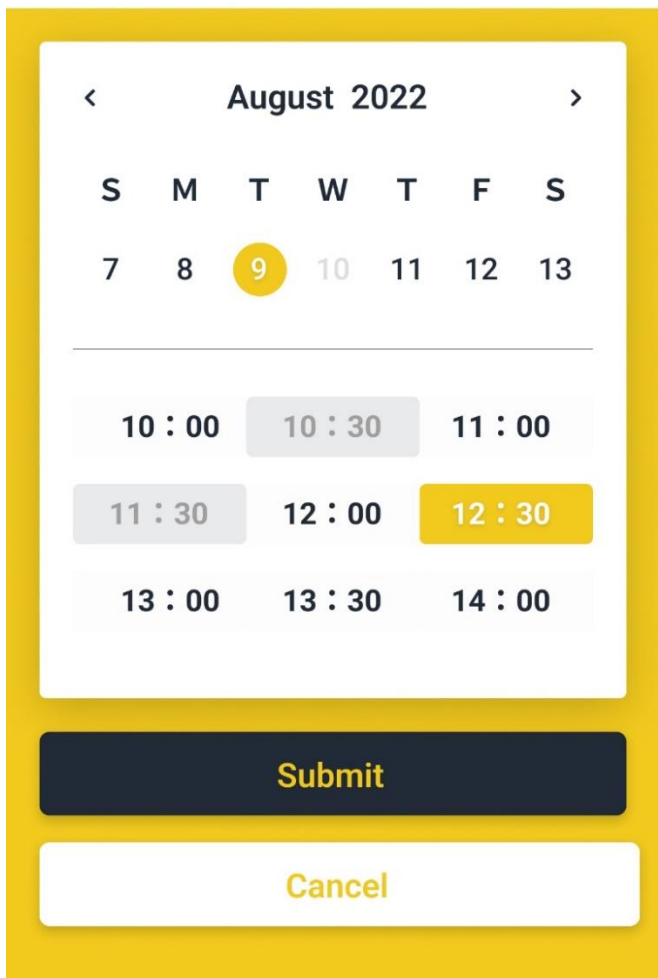 < August 2022 >
S M T W T F S
7 8 9 10 11 12 13
10 : 00 10 : 30 11 : 00
11 : 30 12 : 00 12 : 30
13 : 00 13 : 30 14 : 00
Submit
Cancel